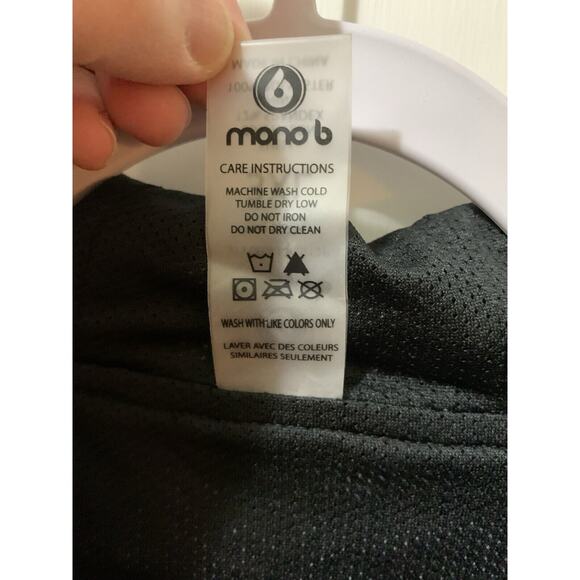 mono b
CARE INSTRUCTIONS
MACHINE WASH COLD
TUMBLE DRY LOW
DO NOT IRON
DO NOT DRY CLEAN
WASH WITH LIKE COLORS ONLY
LAVER AVEC DES COULEURS
SIMILAIRES SEULEMENT